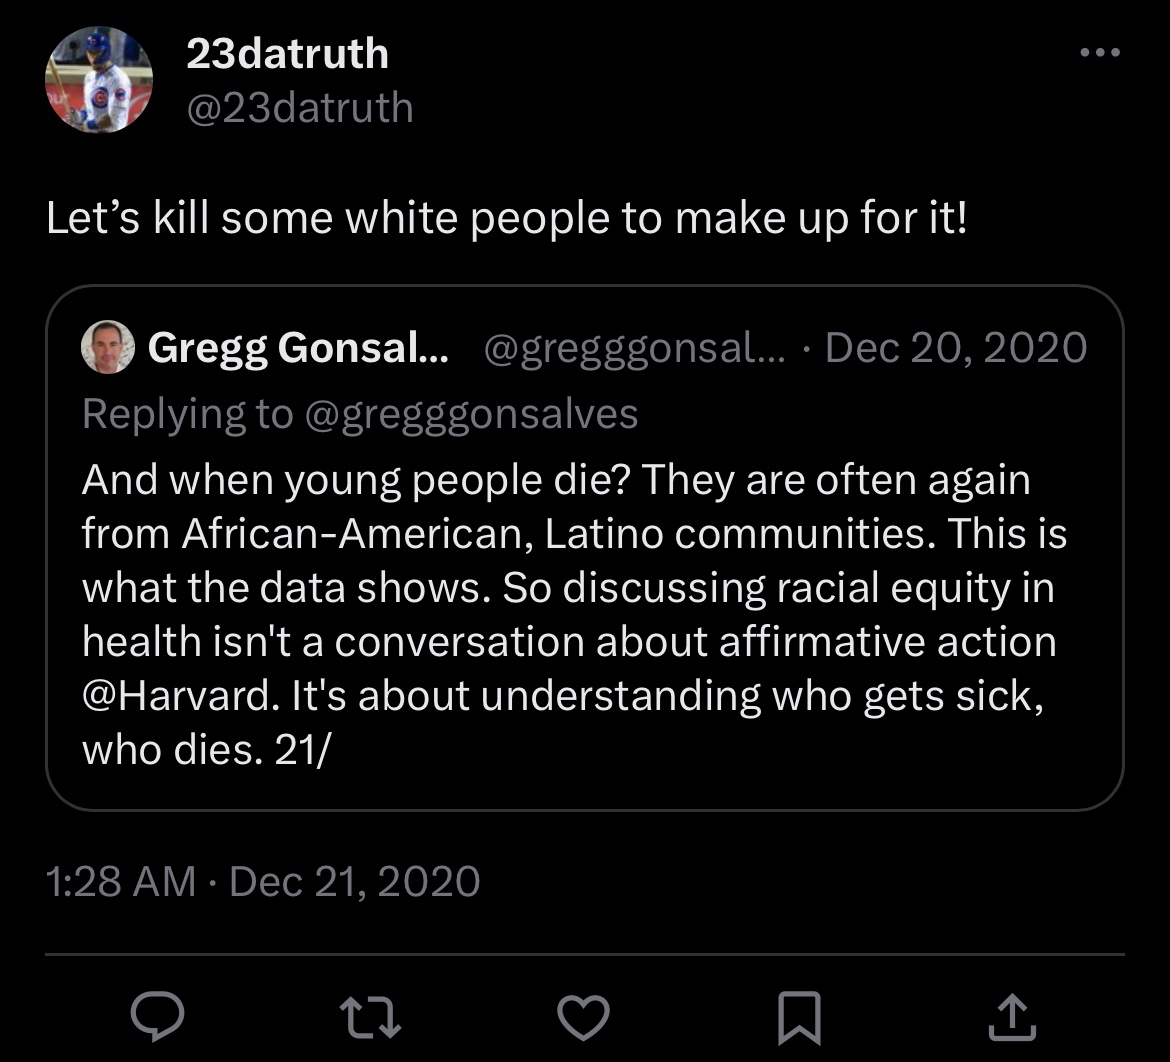 23datruth
@23datruth
Let’s kill some white people to make up for it!
Gregg Gonsal... @gregggonsal... · Dec 20, 2020
Replying to @gregggonsalves
And when young people die? They are often again
from African-American, Latino communities. This is
what the data shows. So discussing racial equity in
health isn't a conversation about affirmative action
@Harvard. It's about understanding who gets sick,
who dies. 21/
1:28 AM · Dec 21, 2020